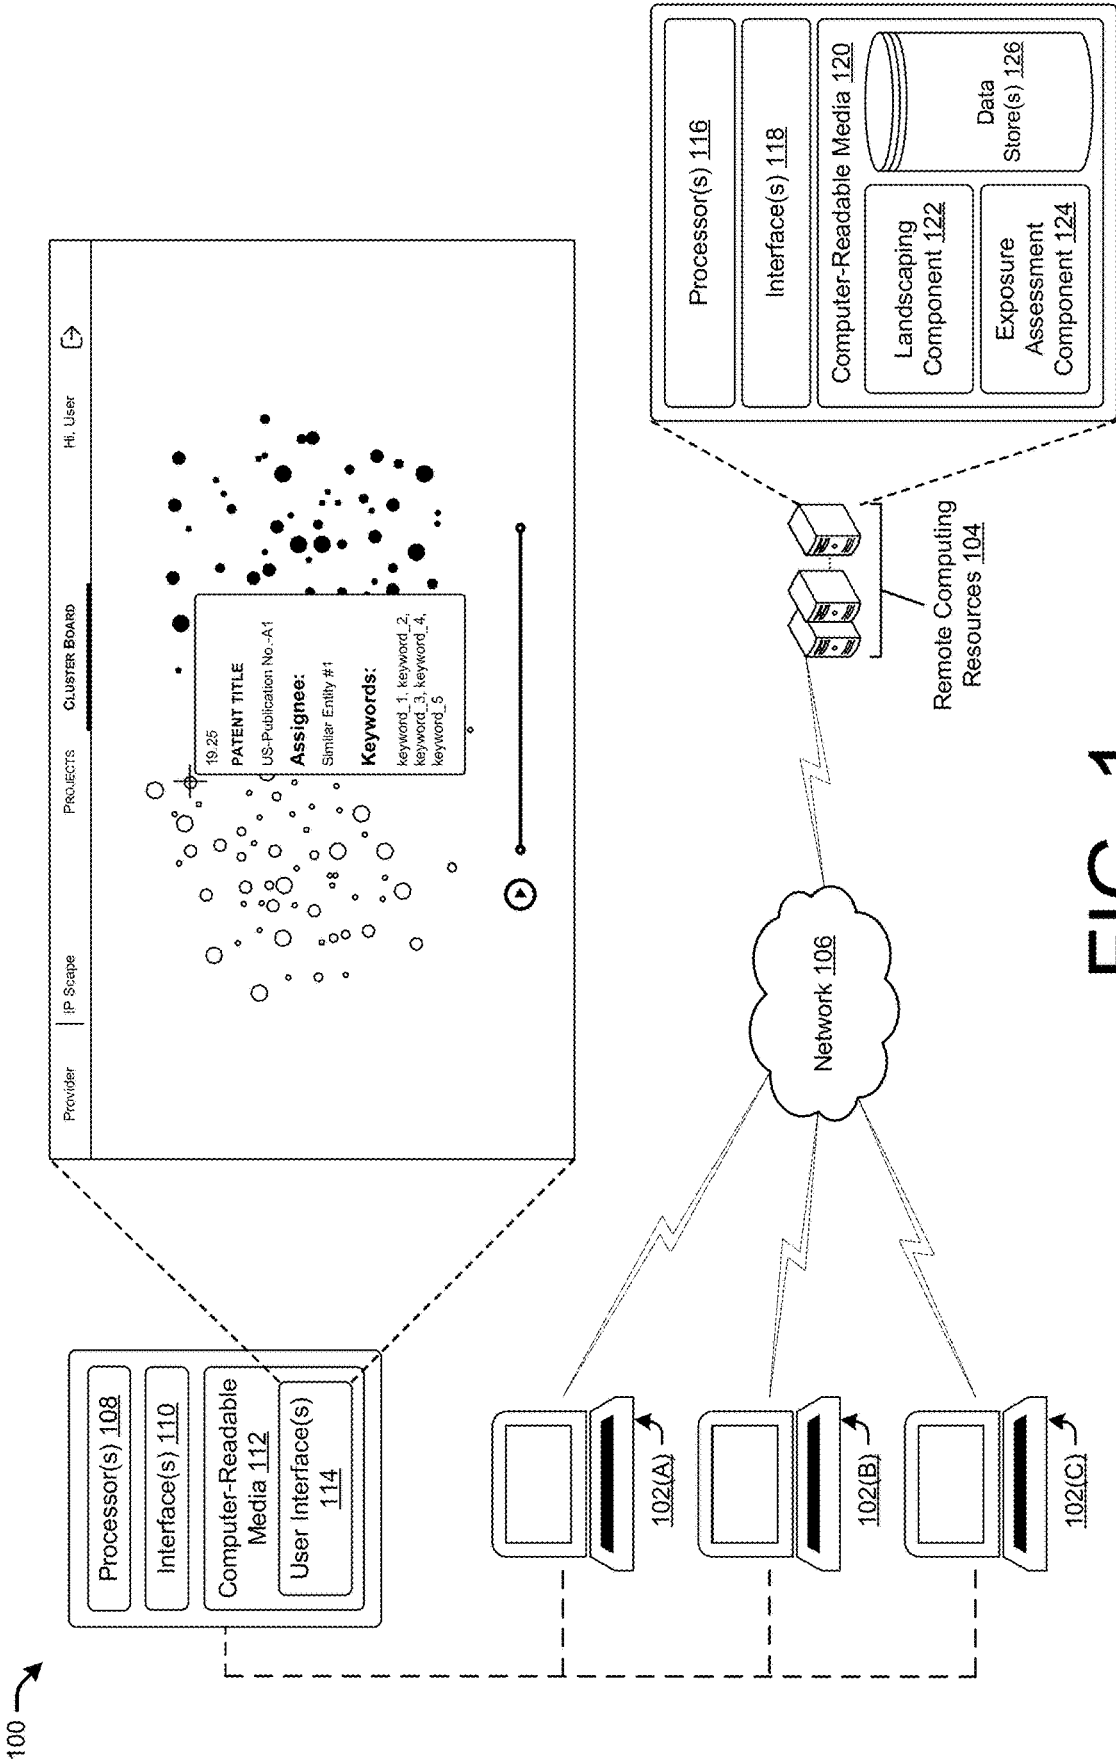 100
Processor(s) 108
Interface(s) 110
Computer-Readable
Media 112
User Interface(s)
114
Provider
IP Scape
PROJECTS
CLUSTER BOARD
Hi, User
19.25
PATENT TITLE
US-Publication No.-A1
Assignee:
Similar Entity #1
Keywords:
keyword_1, keyword_2,
keyword_3, keyword_4,
keyword_5
102(A)
102(B)
102(C)
Network 106
Remote Computing
Resources 104
Processor(s) 116
Interface(s) 118
Computer-Readable Media 120
Landscaping
Component 122
Exposure
Assessment
Component 124
Data
Store(s) 126
FIG. 1